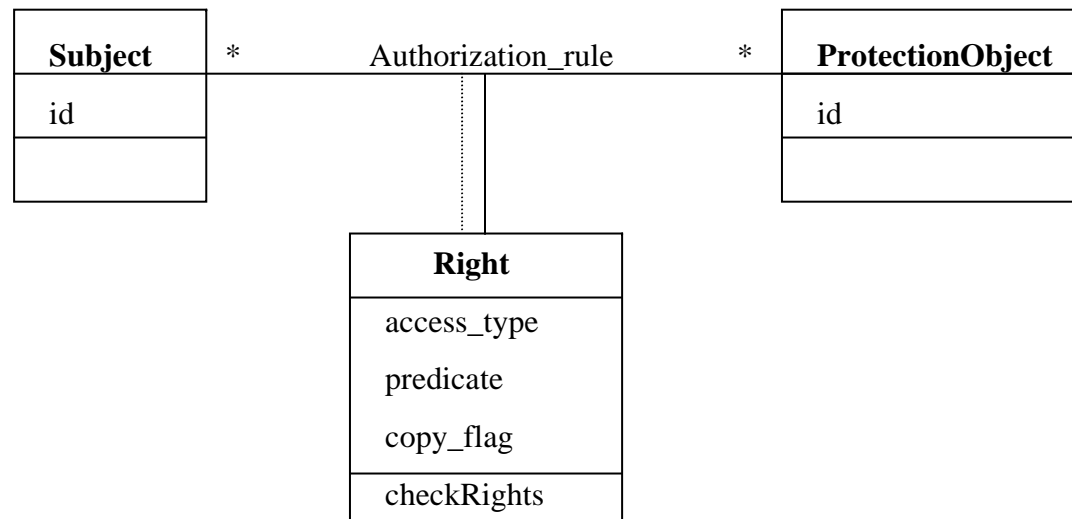 Subject * Authorization_rule * ProtectionObject
id id
Right
access_type
predicate
copy_flag
checkRights